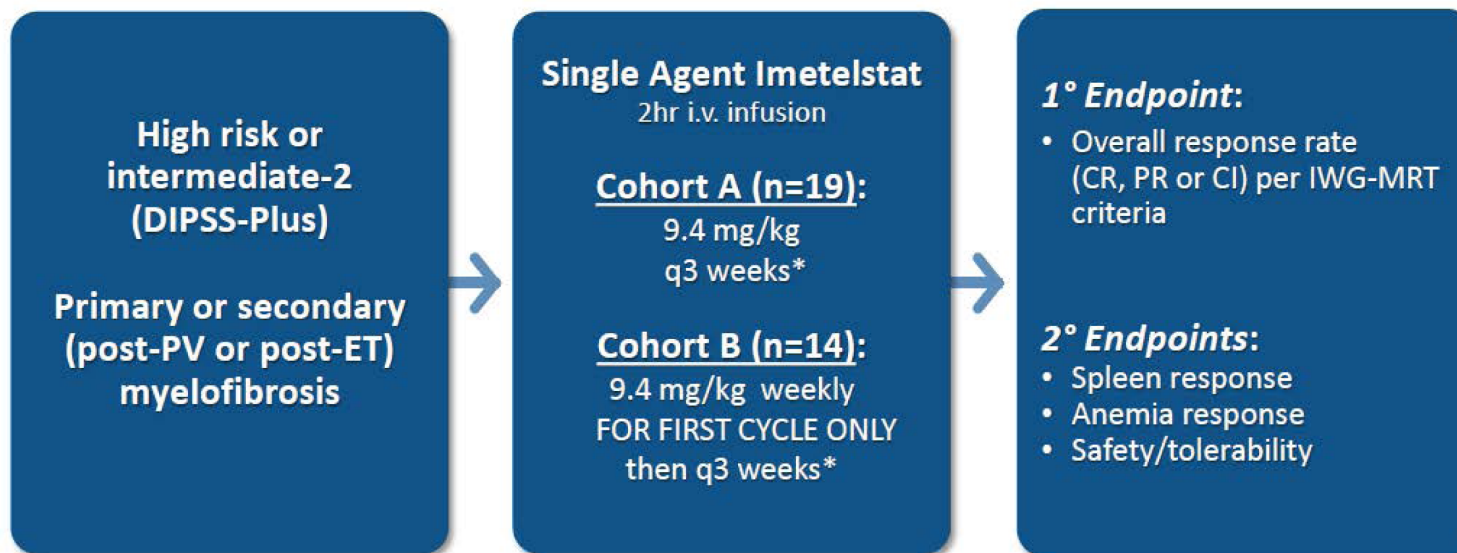 High risk or
intermediate-2
(DIPSS-Plus)
Primary or secondary
(post-PV or post-ET)
myelofibrosis
Single Agent Imetelstat
2hr i.v. infusion
Cohort A (n=19):
9.4 mg/kg
q3 weeks*
Cohort B (n=14):
9.4 mg/kg weekly
FOR FIRST CYCLE ONLY
then q3 weeks*
1° Endpoint:
• Overall response rate
(CR, PR or CI) per IWG-MRT
criteria
2° Endpoints:
• Spleen response
• Anemia response
• Safety/tolerability